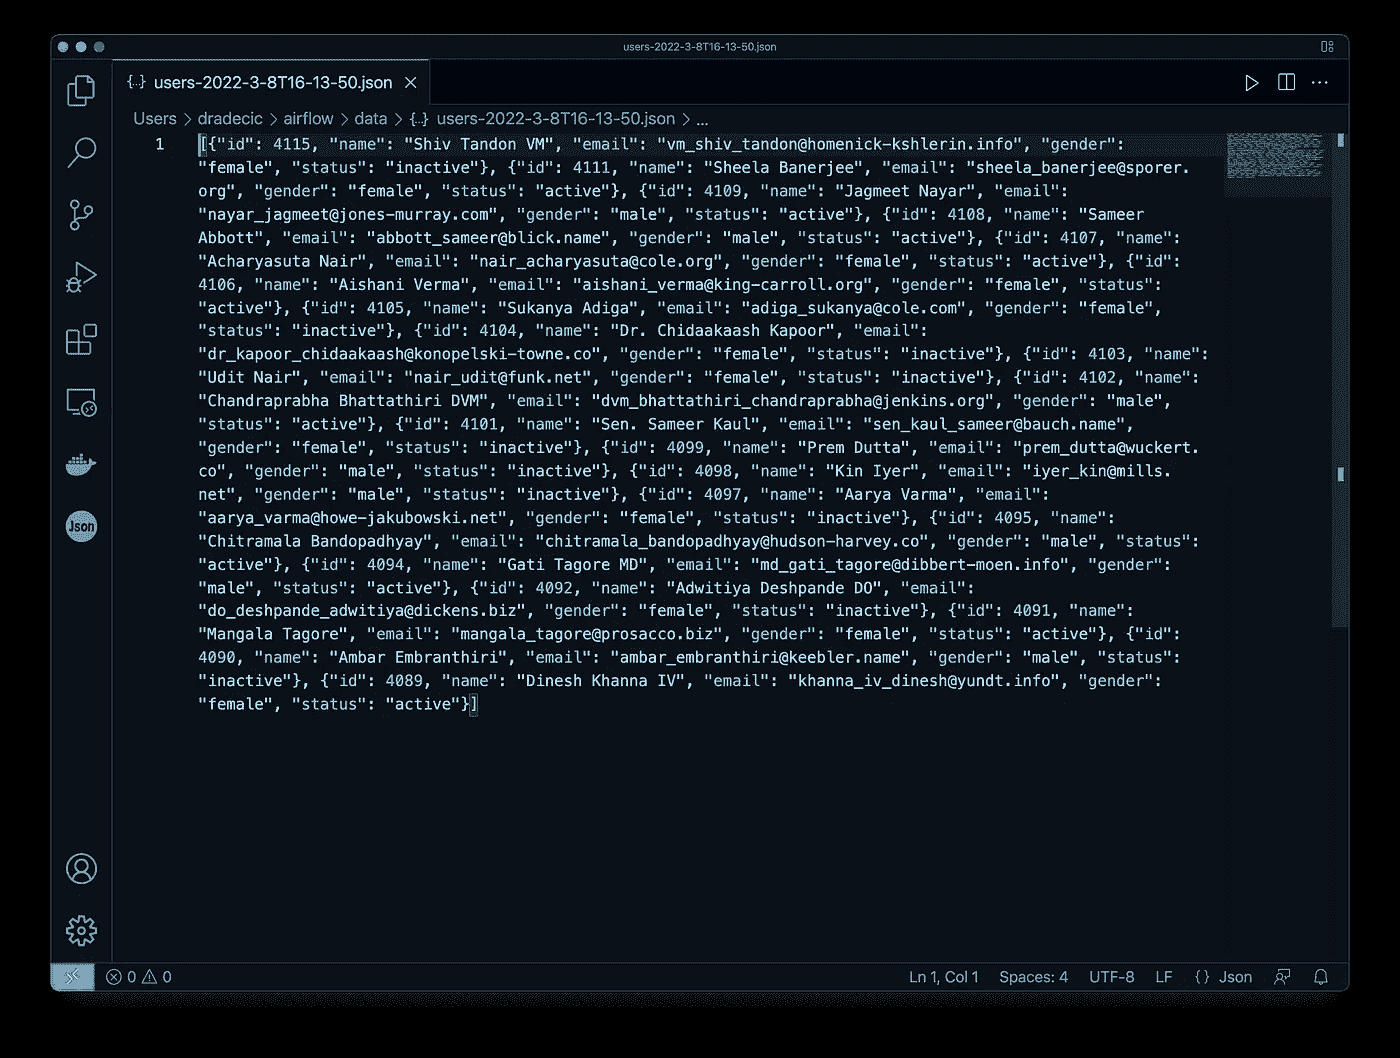 users-2022-3-8T16-13-50.json
{..} users-2022-3-8T16-13-50.json
Users > dradecic > airflow > data > {..} users-2022-3-8T16-13-50.json > ...
1 [{"id": 4115, "name": "Shiv Tandon VM", "email": "vm_shiv_tandon@homenick-kshlerin.info", "gender":
"female", "status": "inactive"}, {"id": 4111, "name": "Sheela Banerjee", "email": "sheela_banerjee@sporer.
org", "gender": "female", "status": "active"}, {"id": 4109, "name": "Jagmeet Nayar", "email":
"nayar_jagmeet@jones-murray.com", "gender": "male", "status": "active"}, {"id": 4108, "name": "Sameer
Abbott", "email": "abbott_sameer@blick.name", "gender": "male", "status": "active"}, {"id": 4107, "name":
"Acharyasuta Nair", "email": "nair_acharyasuta@cole.org", "gender": "female", "status": "active"}, {"id":
4106, "name": "Aishani Verma", "email": "aishani_verma@king-carroll.org", "gender": "female", "status":
"active"}, {"id": 4105, "name": "Sukanya Adiga", "email": "adiga_sukanya@cole.com", "gender": "female",
"status": "inactive"}, {"id": 4104, "name": "Dr. Chidaakaash Kapoor", "email":
"dr_kapoor_chidaakaash@konopelski-towne.co", "gender": "female", "status": "inactive"}, {"id": 4103, "name":
"Udit Nair", "email": "nair_udit@funk.net", "gender": "female", "status": "inactive"}, {"id": 4102, "name":
"Chandraprabha Bhattathiri DVM", "email": "dvm_bhattathiri_chandraprabha@jenkins.org", "gender": "male",
"status": "active"}, {"id": 4101, "name": "Sen. Sameer Kaul", "email": "sen_kaul_sameer@bauch.name",
"gender": "female", "status": "inactive"}, {"id": 4099, "name": "Prem Dutta", "email": "prem_dutta@wuckert.
co", "gender": "male", "status": "inactive"}, {"id": 4098, "name": "Kin Iyer", "email": "iyer_kin@mills.
net", "gender": "male", "status": "inactive"}, {"id": 4097, "name": "Aarya Varma", "email":
"aarya_varma@howe-jakubowski.net", "gender": "female", "status": "inactive"}, {"id": 4095, "name":
"Chitramala Bandopadhyay", "email": "chitramala_bandopadhyay@hudson-harvey.co", "gender": "male", "status":
"active"}, {"id": 4094, "name": "Gati Tagore MD", "email": "md_gati_tagore@dibbert-moen.info", "gender":
"male", "status": "active"}, {"id": 4092, "name": "Adwitiya Deshpande DO", "email":
"do_deshpande_adwitiya@dickens.biz", "gender": "female", "status": "inactive"}, {"id": 4091, "name":
"Mangala Tagore", "email": "mangala_tagore@prosacco.biz", "gender": "female", "status": "active"}, {"id":
4090, "name": "Ambar Embranthiri", "email": "ambar_embranthiri@keebler.name", "gender": "male", "status":
"inactive"}, {"id": 4089, "name": "Dinesh Khanna IV", "email": "khanna_iv_dinesh@yundt.info", "gender":
"female", "status": "active"}]
Json
0 0 Ln 1, Col 1 Spaces: 4 UTF-8 LF {} Json